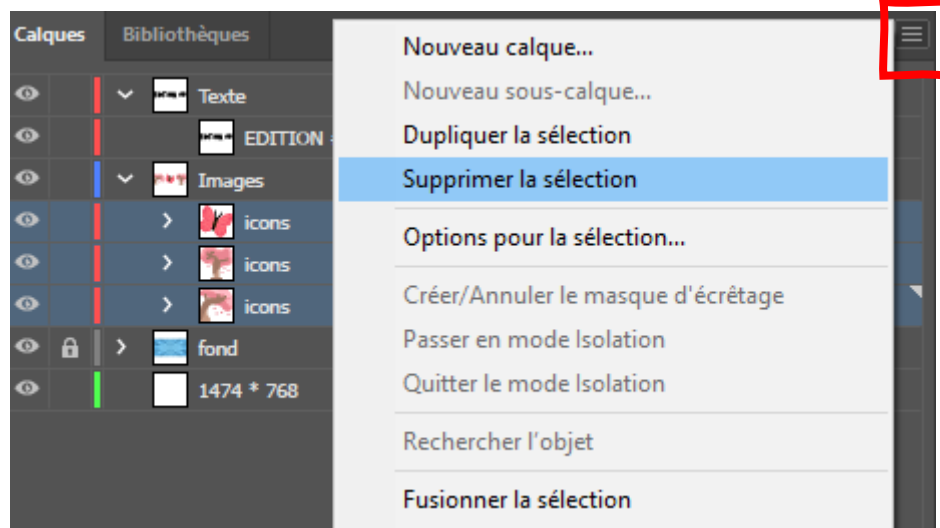 Calques Bibliothèques
Texte
EDITION
Images
icons
icons
icons
fond
1474 * 768
Nouveau calque...
Nouveau sous-calque...
Dupliquer la sélection
Supprimer la sélection
Options pour la sélection...
Créer/Annuler le masque d'écrêtage
Passer en mode Isolation
Quitter le mode Isolation
Rechercher l'objet
Fusionner la sélection